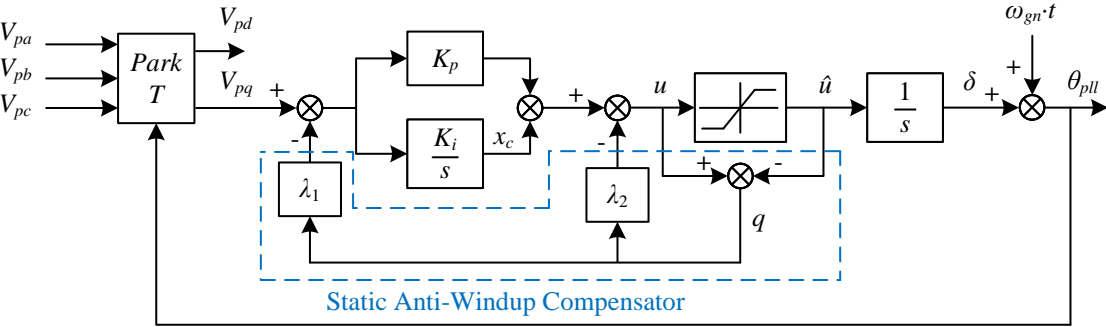 V_pa
V_pb
V_pc
Park
T
V_pd
V_pq
+
-
K_p
K_i
s
x_c
+
-
u
û
1
s
δ
ω_gn·t
+
+
θ_pll
λ_1
λ_2
+
-
q
Static Anti-Windup Compensator